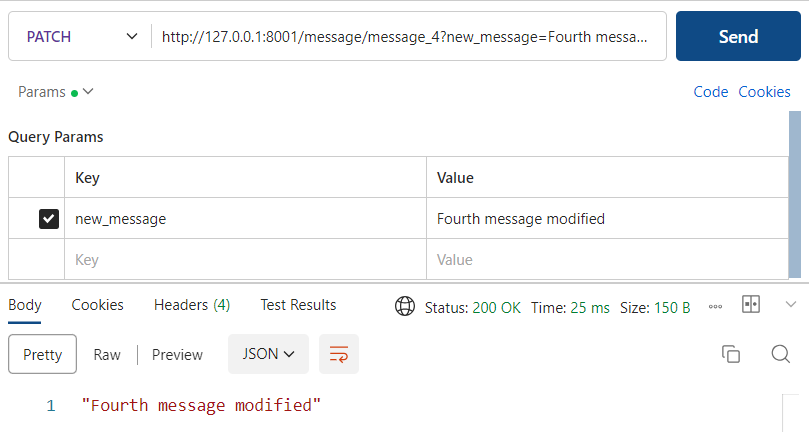 PATCH http://127.0.0.1:8001/message/message_4?new_message=Fourth messa... Send
Params Code Cookies
Query Params
Key Value
new_message Fourth message modified
Key Value
Body Cookies Headers (4) Test Results Status: 200 OK Time: 25 ms Size: 150 B
Pretty Raw Preview JSON
1 "Fourth message modified"